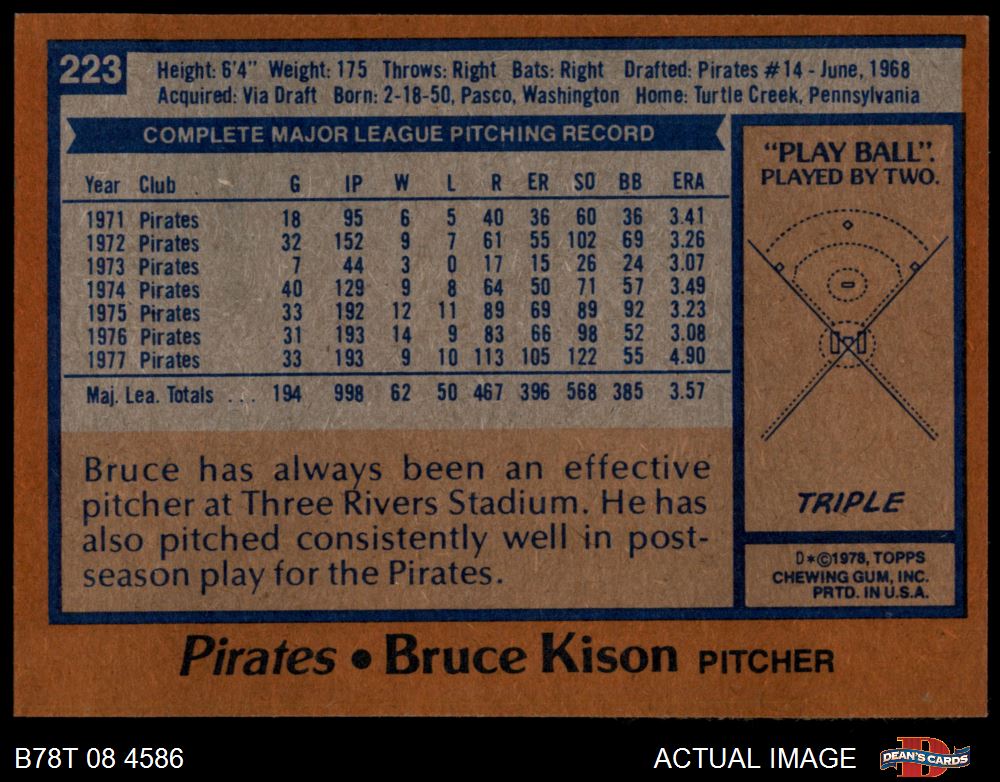 223
Height: 6'4" Weight: 175 Throws: Right Bats: Right Drafted: Pirates #14 - June, 1968
Acquired: Via Draft Born: 2-18-50, Pasco, Washington Home: Turtle Creek, Pennsylvania
COMPLETE MAJOR LEAGUE PITCHING RECORD
Year Club G IP W L R ER SO BB ERA
1971 Pirates 18 95 6 5 40 36 60 36 3.41
1972 Pirates 32 152 9 7 61 55 102 69 3.26
1973 Pirates 7 44 3 0 17 15 26 24 3.07
1974 Pirates 40 129 9 8 64 50 71 57 3.49
1975 Pirates 33 192 12 11 89 69 89 92 3.23
1976 Pirates 31 193 14 9 83 66 98 52 3.08
1977 Pirates 33 193 9 10 113 105 122 55 4.90
Maj. Lea. Totals . . . 194 998 62 50 467 396 568 385 3.57
Bruce has always been an effective
pitcher at Three Rivers Stadium. He has
also pitched consistently well in post-
season play for the Pirates.
"PLAY BALL".
PLAYED BY TWO.
TRIPLE
D*©1978, TOPPS
CHEWING GUM, INC.
PRTD. IN U.S.A.
Pirates • Bruce Kison PITCHER
B78T 08 4586
ACTUAL IMAGE
D
DEAN'S CARDS